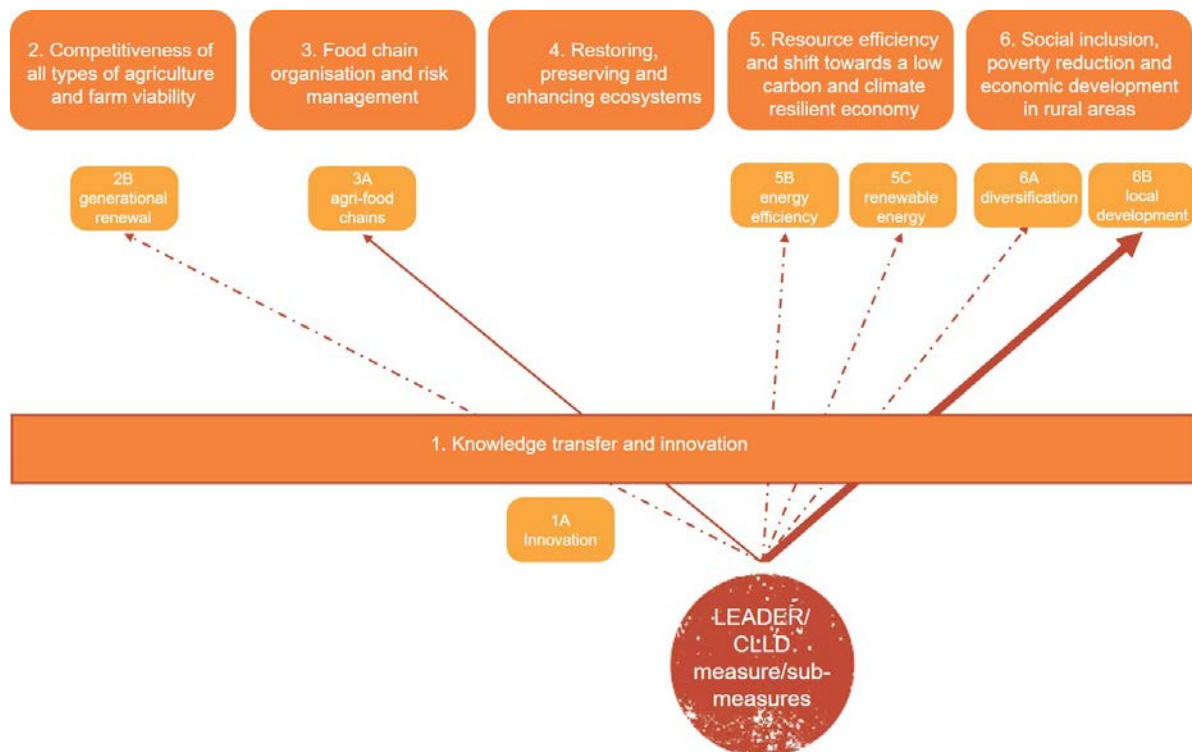 2. Competitiveness of
all types of agriculture
and farm viability
3. Food chain
organisation and risk
management
4. Restoring,
preserving and
enhancing ecosystems
5. Resource efficiency
and shift towards a low
carbon and climate
resilient economy
6. Social inclusion,
poverty reduction and
economic development
in rural areas
2B
generational
renewal
3A
agri-food
chains
5B
energy
efficiency
5C
renewable
energy
6A
diversification
6B
local
development
1. Knowledge transfer and innovation
1A
Innovation
LEADER/
CLLD
measure/sub-
measures